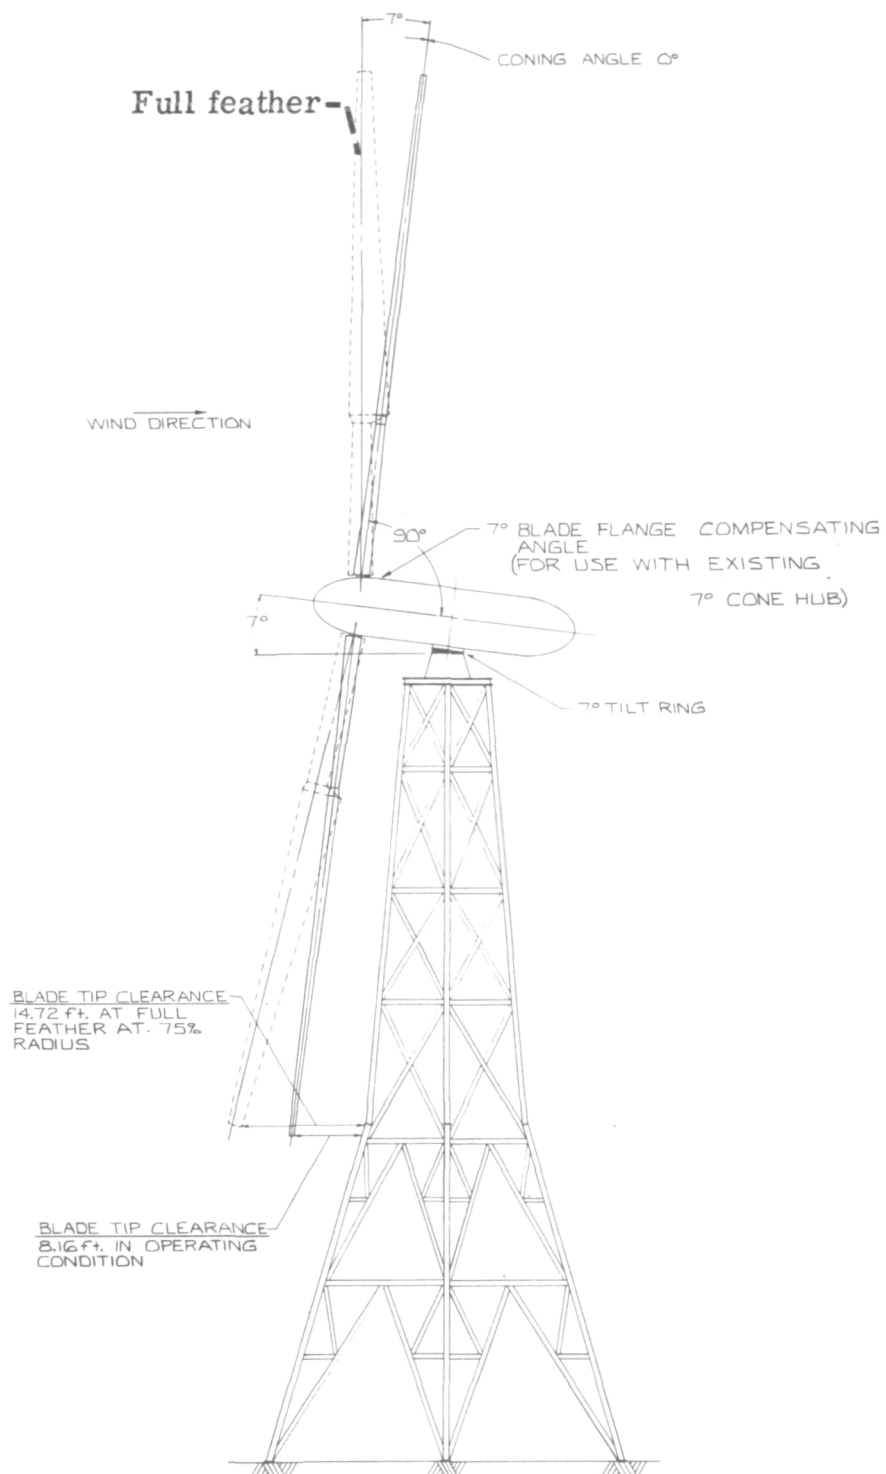 7°
CONING ANGLE 0°
Full feather
WIND DIRECTION
90°
7° BLADE FLANGE COMPENSATING
ANGLE
(FOR USE WITH EXISTING
7° CONE HUB)
7°
7° TILT RING
BLADE TIP CLEARANCE
14.72 ft. AT FULL
FEATHER AT 75%
RADIUS
BLADE TIP CLEARANCE
8.16 ft. IN OPERATING
CONDITION